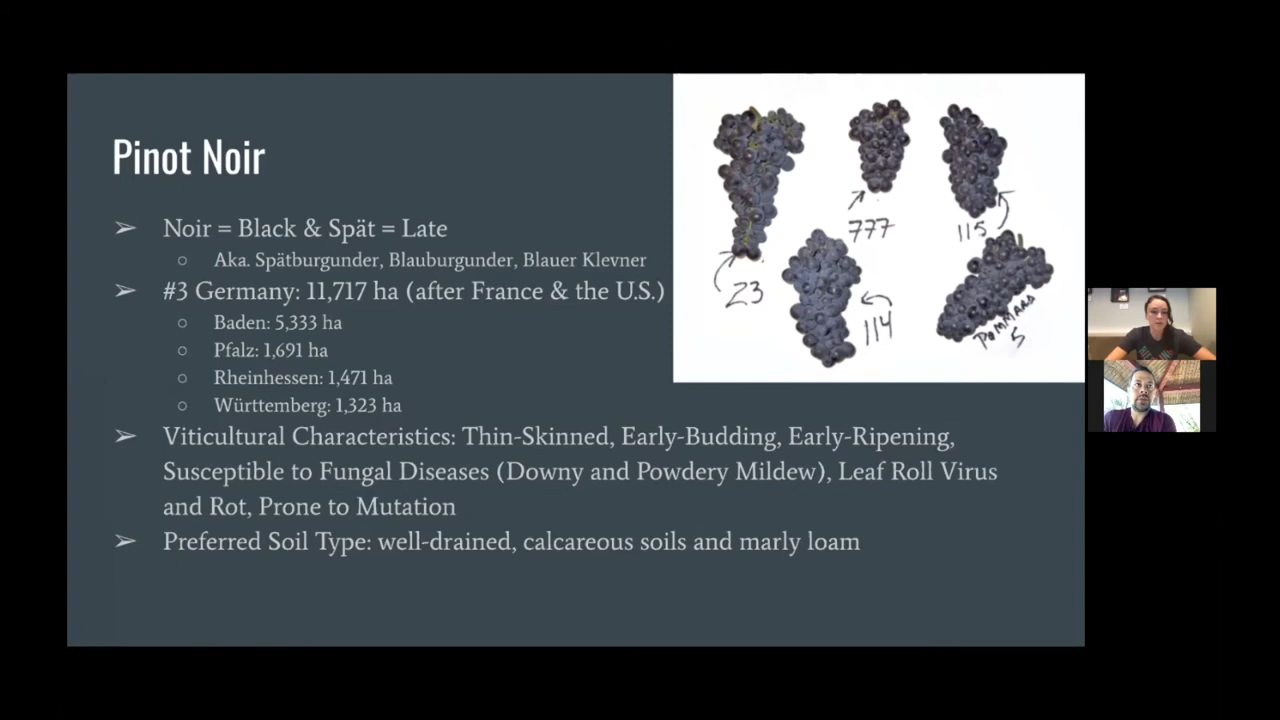 Pinot Noir
➢ Noir = Black & Spät = Late
○ Aka. Spätburgunder, Blauburgunder, Blauer Klevner
➢ #3 Germany: 11,717 ha (after France & the U.S.)
○ Baden: 5,333 ha
○ Pfalz: 1,691 ha
○ Rheinhessen: 1,471 ha
○ Württemberg: 1,323 ha
➢ Viticultural Characteristics: Thin-Skinned, Early-Budding, Early-Ripening,
Susceptible to Fungal Diseases (Downy and Powdery Mildew), Leaf Roll Virus
and Rot, Prone to Mutation
➢ Preferred Soil Type: well-drained, calcareous soils and marly loam
777
115
23
114
POMMARD
5